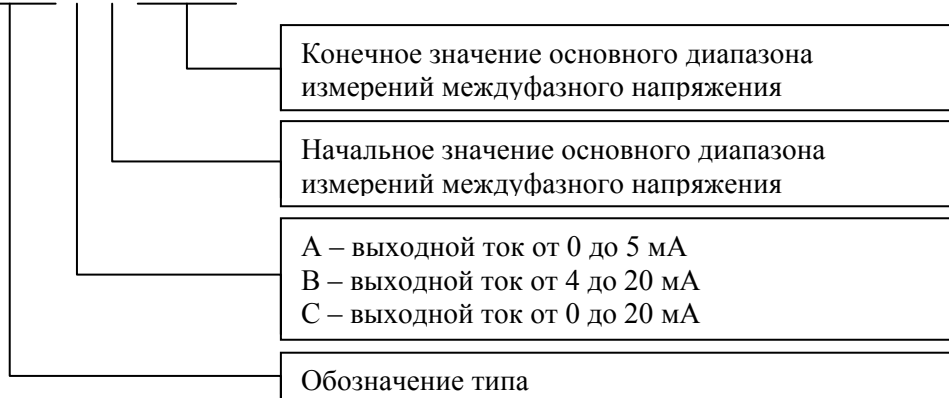 Конечное значение основного диапазона
измерений междуфазного напряжения
Начальное значение основного диапазона
измерений междуфазного напряжения
А – выходной ток от 0 до 5 мА
В – выходной ток от 4 до 20 мА
С – выходной ток от 0 до 20 мА
Обозначение типа